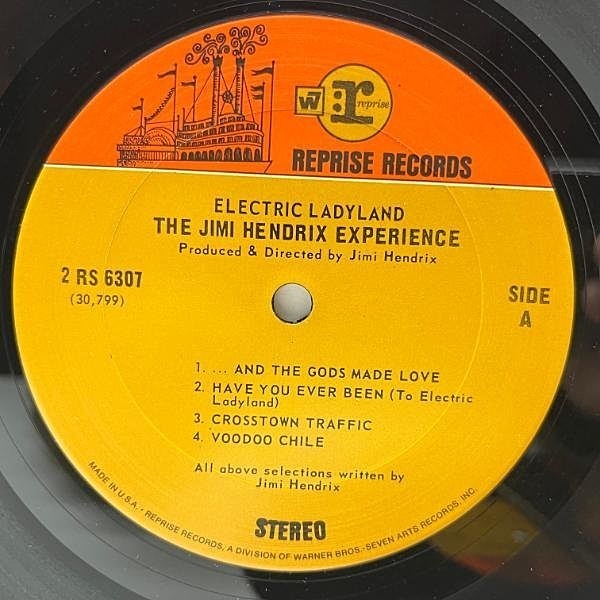 W7 r: reprise
REPRISE RECORDS
ELECTRIC LADYLAND
THE JIMI HENDRIX EXPERIENCE
Produced & Directed by Jimi Hendrix
2 RS 6307
(30,799)
SIDE
A
1. ... AND THE GODS MADE LOVE
2. HAVE YOU EVER BEEN (To Electric
Ladyland)
3. CROSSTOWN TRAFFIC
4. VOODOO CHILE
All above selections written by
Jimi Hendrix
STEREO
MADE IN U.S.A. - REPRISE RECORDS, A DIVISION OF WARNER BROS.-SEVEN ARTS RECORDS, INC.